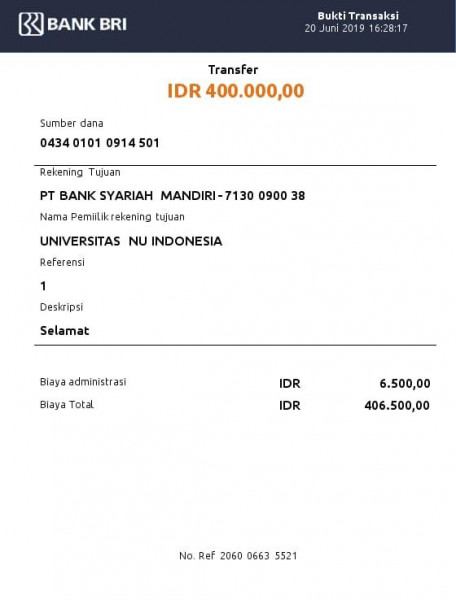 BANK BRI
Bukti Transaksi
20 Juni 2019 16:28:17
Transfer
IDR 400.000,00
Sumber dana
0434 0101 0914 501
Rekening Tujuan
PT BANK SYARIAH MANDIRI - 7130 0900 38
Nama Pemiilik rekening tujuan
UNIVERSITAS NU INDONESIA
Referensi
1
Deskripsi
Selamat
Biaya administrasi IDR 6.500,00
Biaya Total IDR 406.500,00
No. Ref 2060 0663 5521